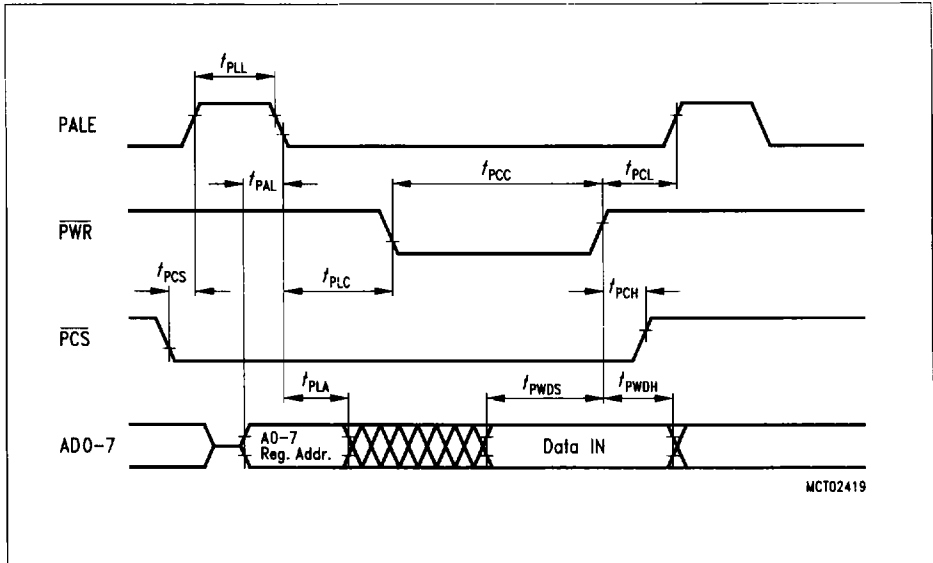 tPLL
PALE
tPAL
tPCC
tPCL
PWR
tPCS
tPLC
tPCH
PCS
tPLA
tPWDS
tPWDH
AD0-7
A0-7
Reg. Addr.
Data IN
MCT02419